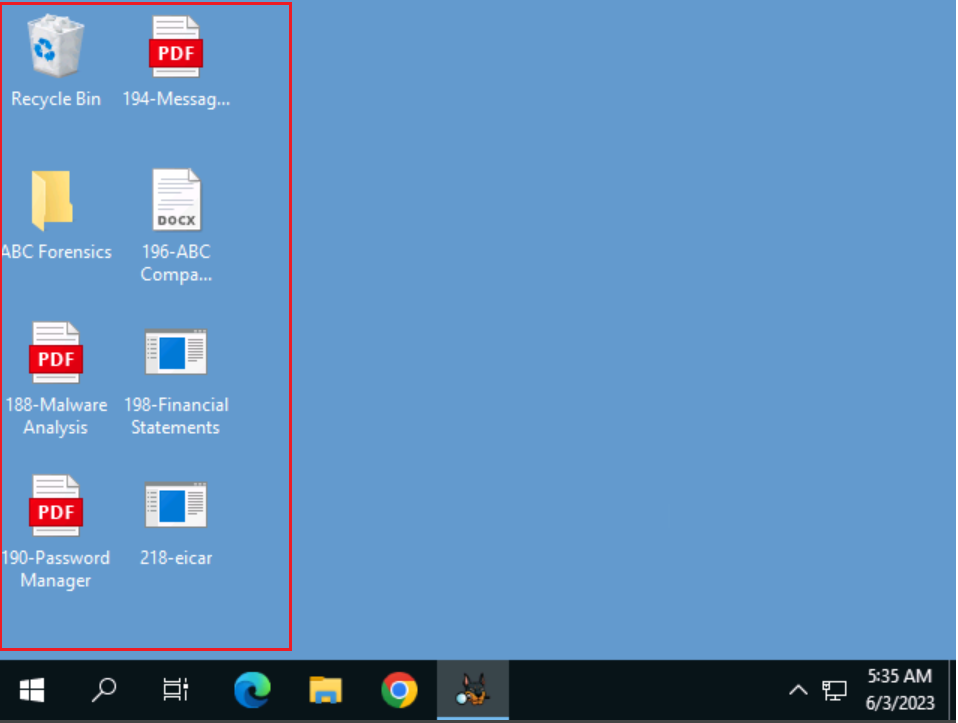 PDF
Recycle Bin
194-Messag...
DOCX
ABC Forensics
196-ABC
Compa...
PDF
188-Malware
Analysis
198-Financial
Statements
PDF
190-Password
Manager
218-eicar
5:35 AM
6/3/2023